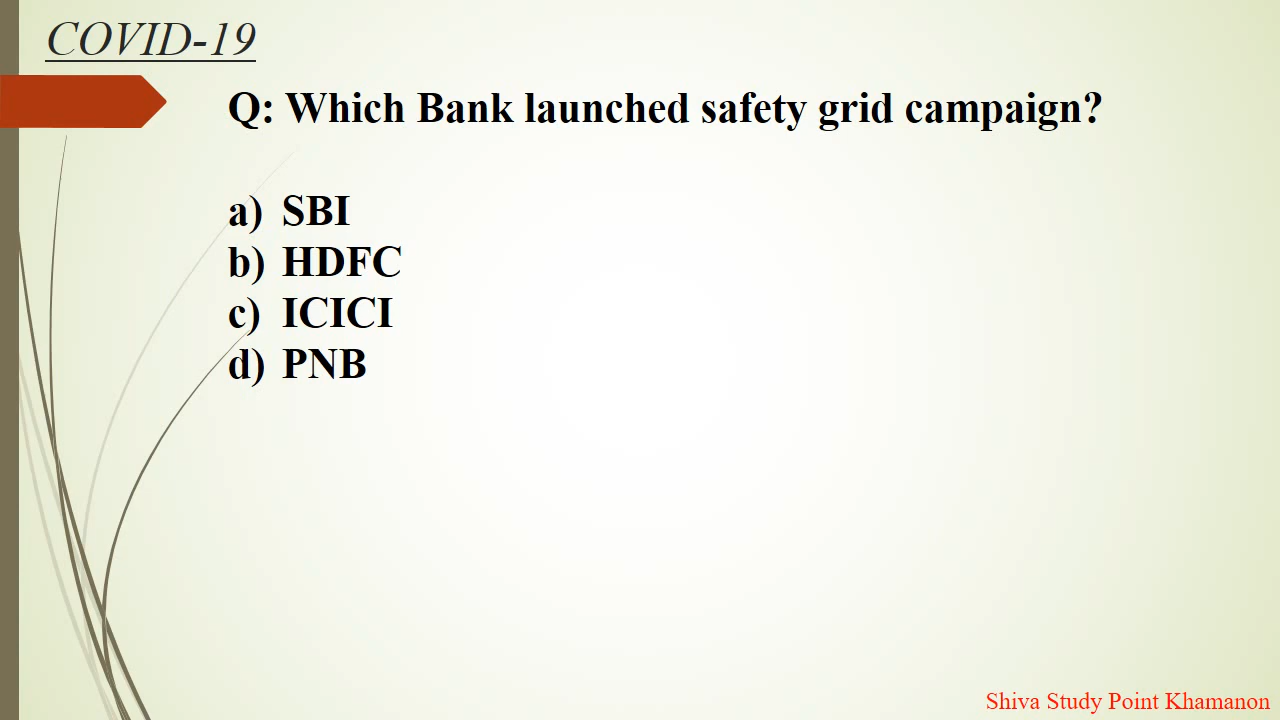 COVID-19
Q: Which Bank launched safety grid campaign?
a) SBI
b) HDFC
c) ICICI
d) PNB
Shiva Study Point Khamanon